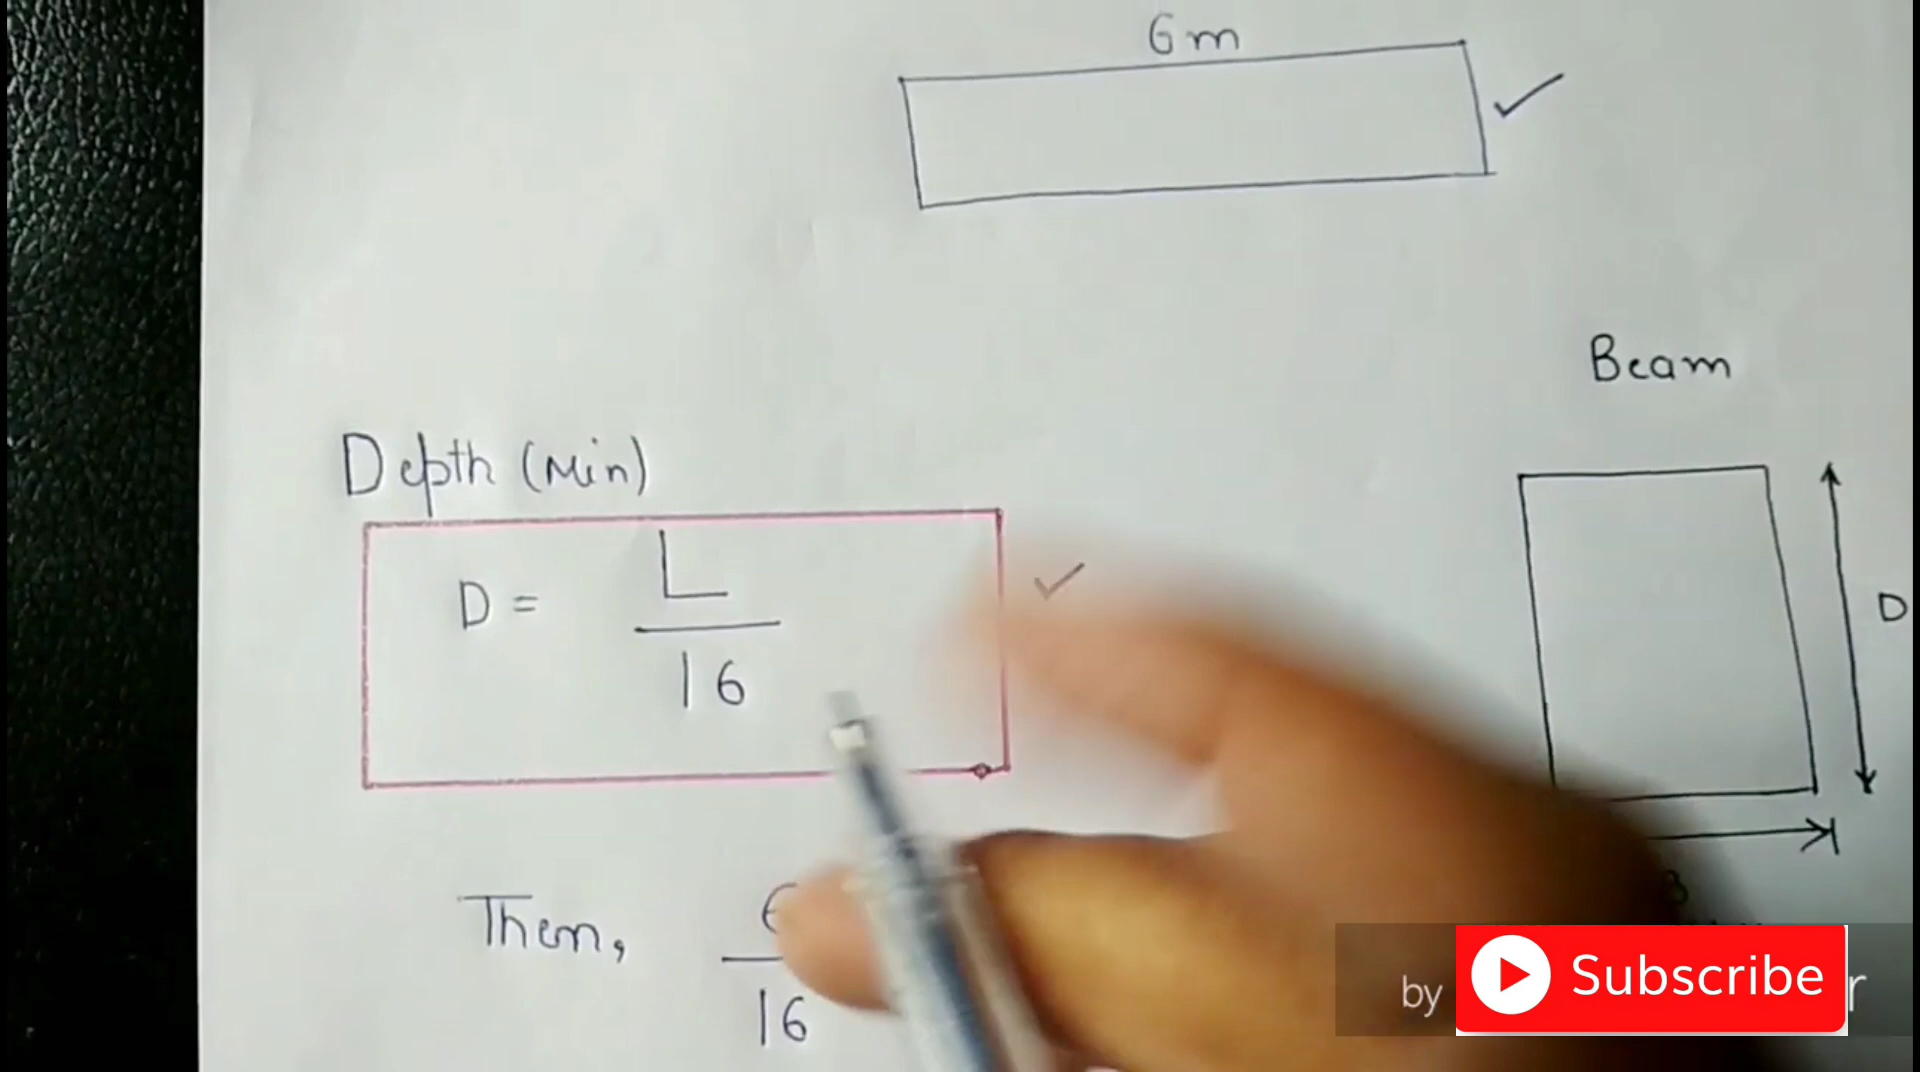 6m
Beam
Depth (Min)
D = L
16
D
Then,
16
by
Subscribe